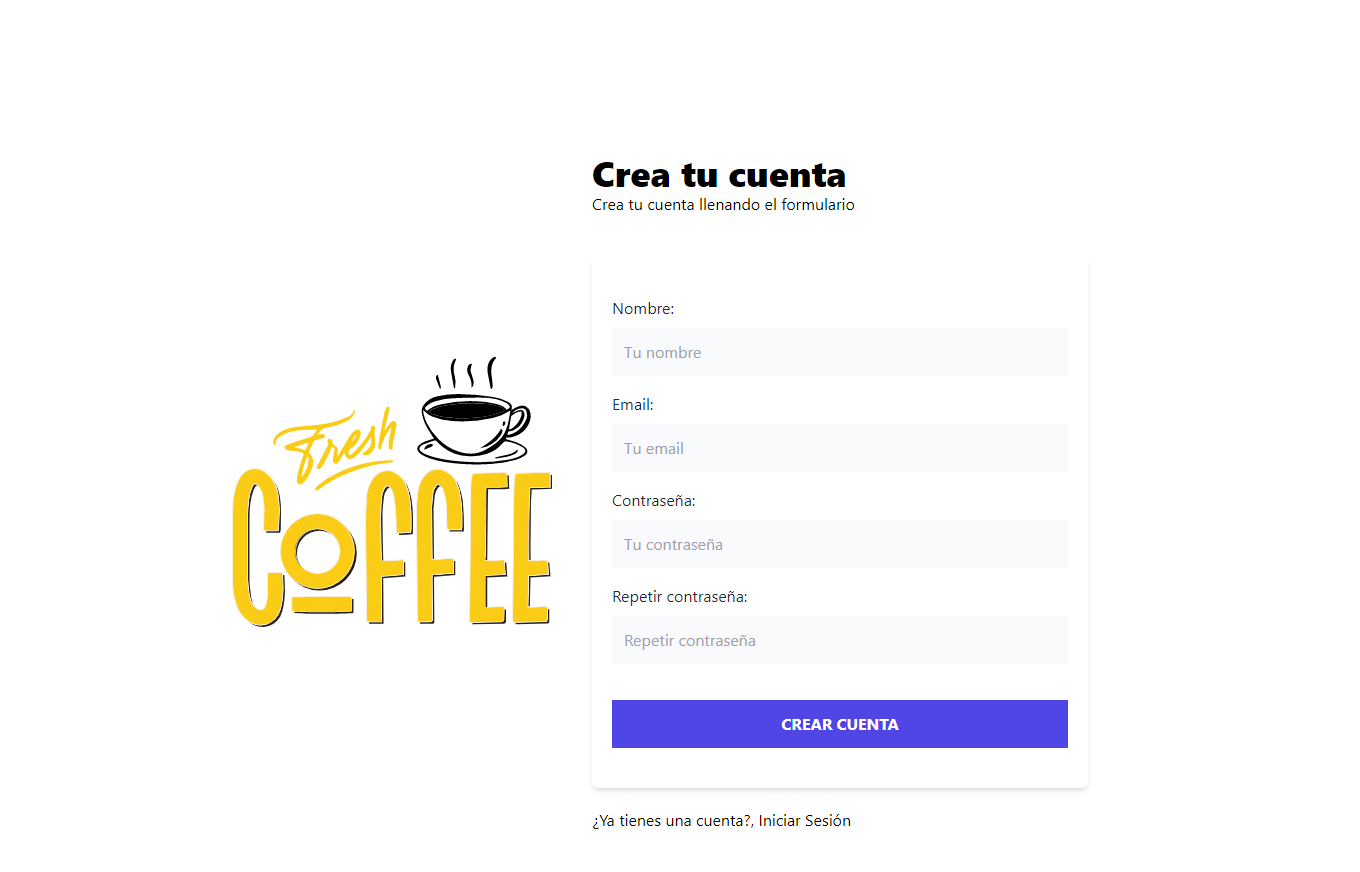 Crea tu cuenta
Crea tu cuenta llenando el formulario
Fresh
COFFEE
Nombre:
Tu nombre
Email:
Tu email
Contraseña:
Tu contraseña
Repetir contraseña:
Repetir contraseña
CREAR CUENTA
¿Ya tienes una cuenta?, Iniciar Sesión